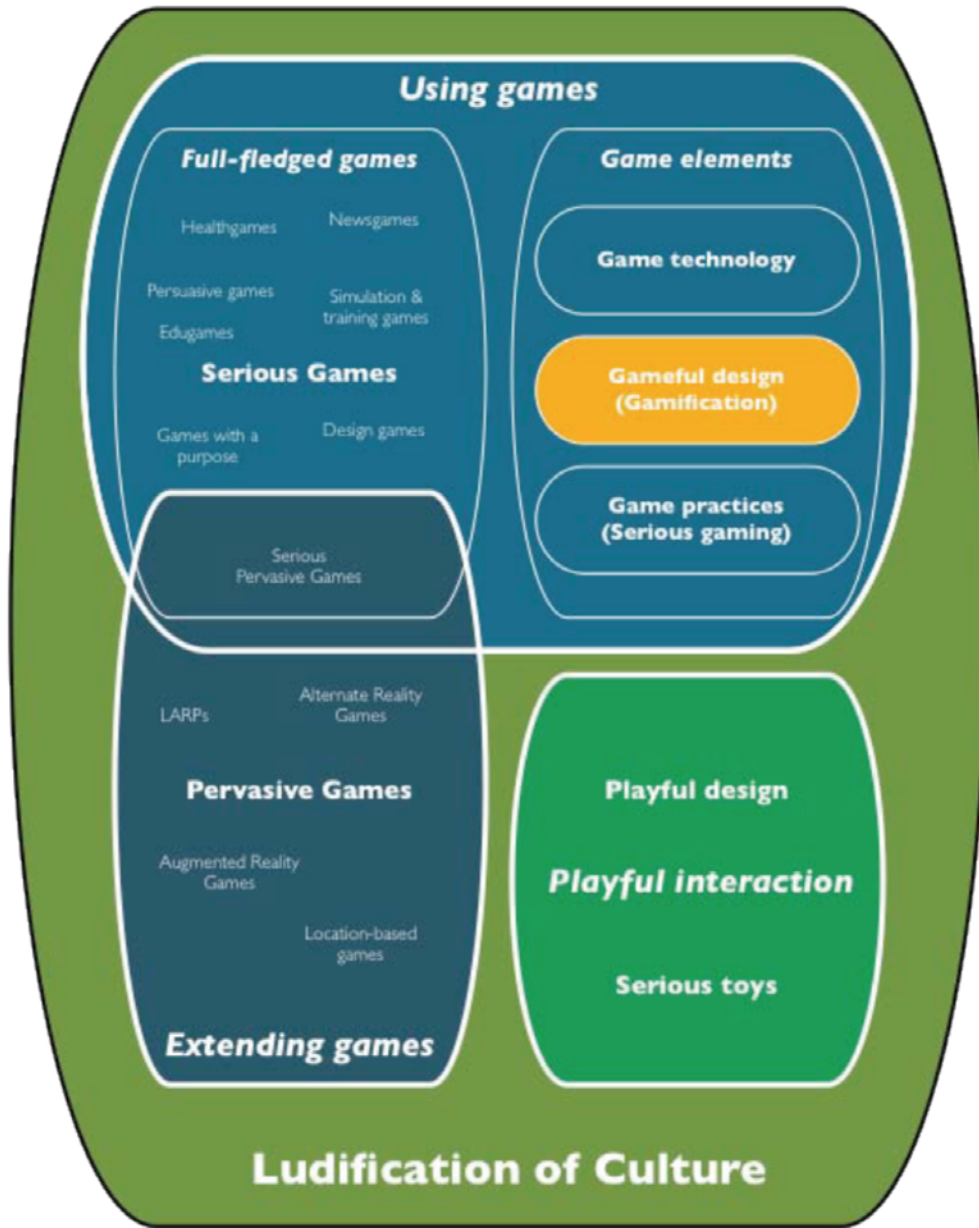 Using games
Full-fledged games
Healthgames
Newsgames
Persuasive games
Simulation &
training games
Edugames
Serious Games
Games with a
purpose
Design games
Serious
Pervasive Games
Game elements
Game technology
Gameful design
(Gamification)
Game practices
(Serious gaming)
LARPs
Alternate Reality
Games
Pervasive Games
Augmented Reality
Games
Location-based
games
Extending games
Playful design
Playful interaction
Serious toys
Ludification of Culture